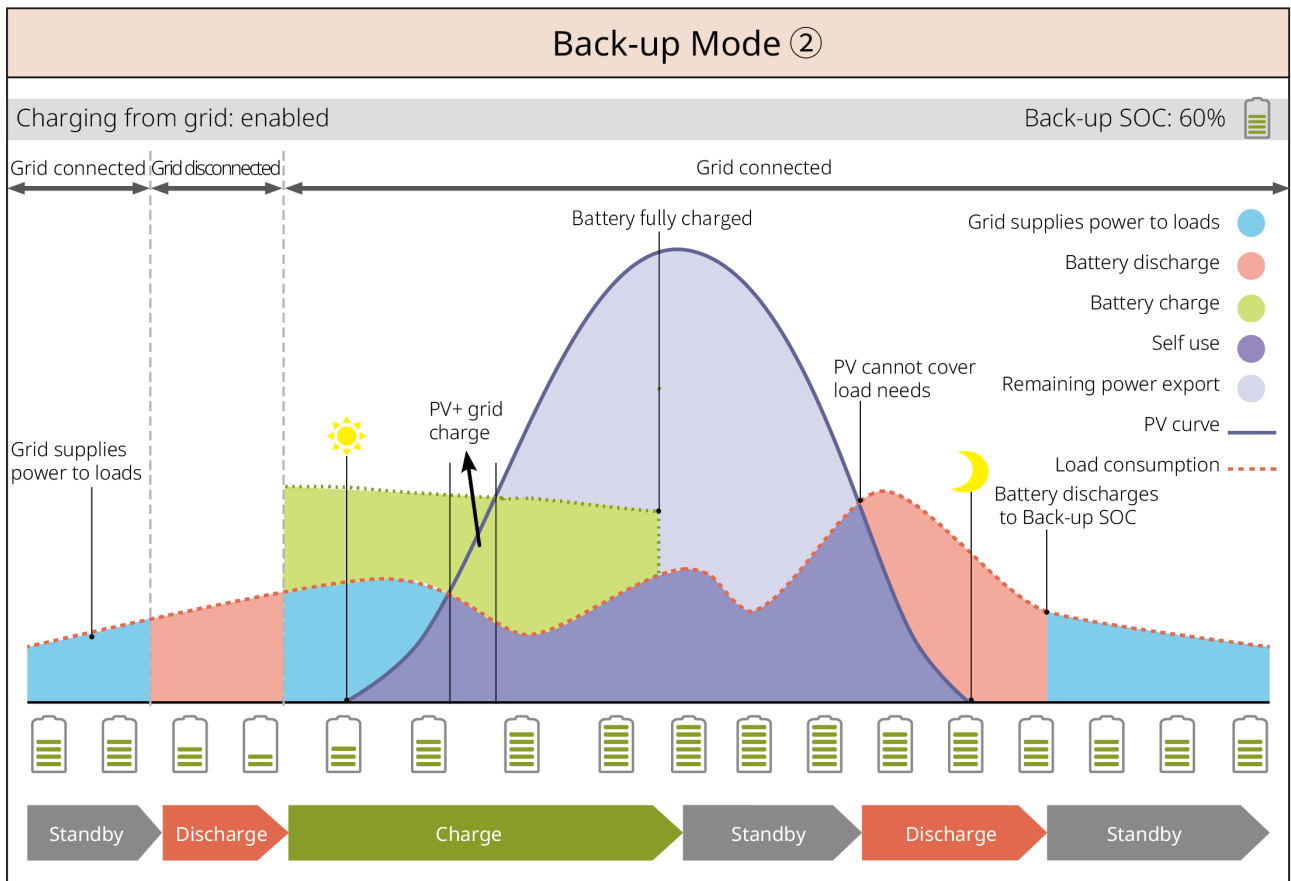 Back-up Mode ②
Charging from grid: enabled
Back-up SOC: 60%
Grid connected
Grid disconnected
Grid connected
Battery fully charged
Grid supplies power to loads
Battery discharge
Battery charge
Self use
Remaining power export
PV curve
Load consumption
PV cannot cover
load needs
PV+ grid
charge
Grid supplies
power to loads
Battery discharges
to Back-up SOC
Standby
Discharge
Charge
Standby
Discharge
Standby